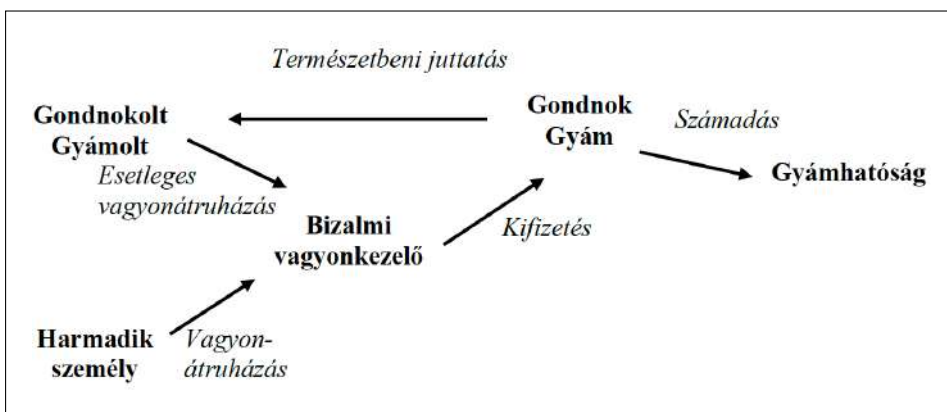 Természetbeni juttatás
Gondnokolt
Gyámolt
Gondnok
Gyám
Számadás
Gyámhatóság
Esetleges
vagyonátruházás
Bizalmi
vagyonkezelő
Kifizetés
Harmadik
személy
Vagyon-
átruházás